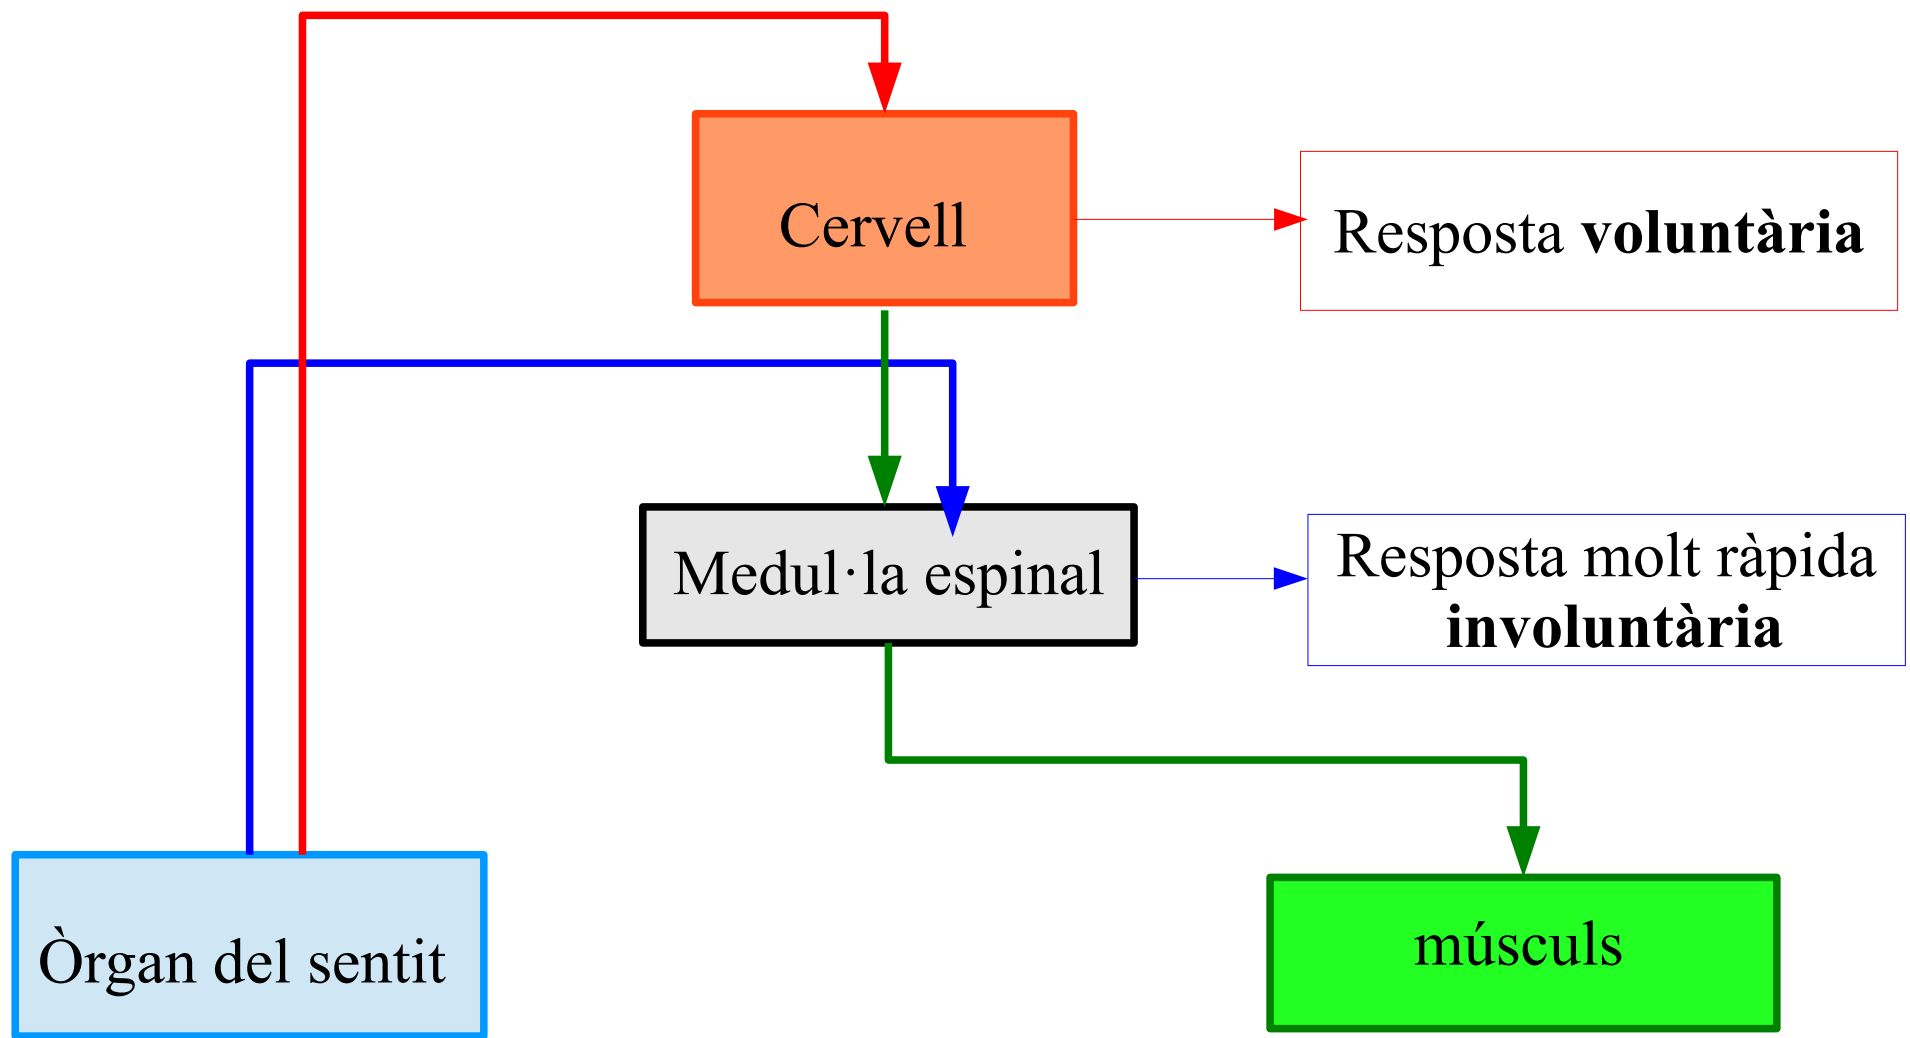 Cervell
Resposta voluntària
Medul·la espinal
Resposta molt ràpida
involuntària
Òrgan del sentit
músculs